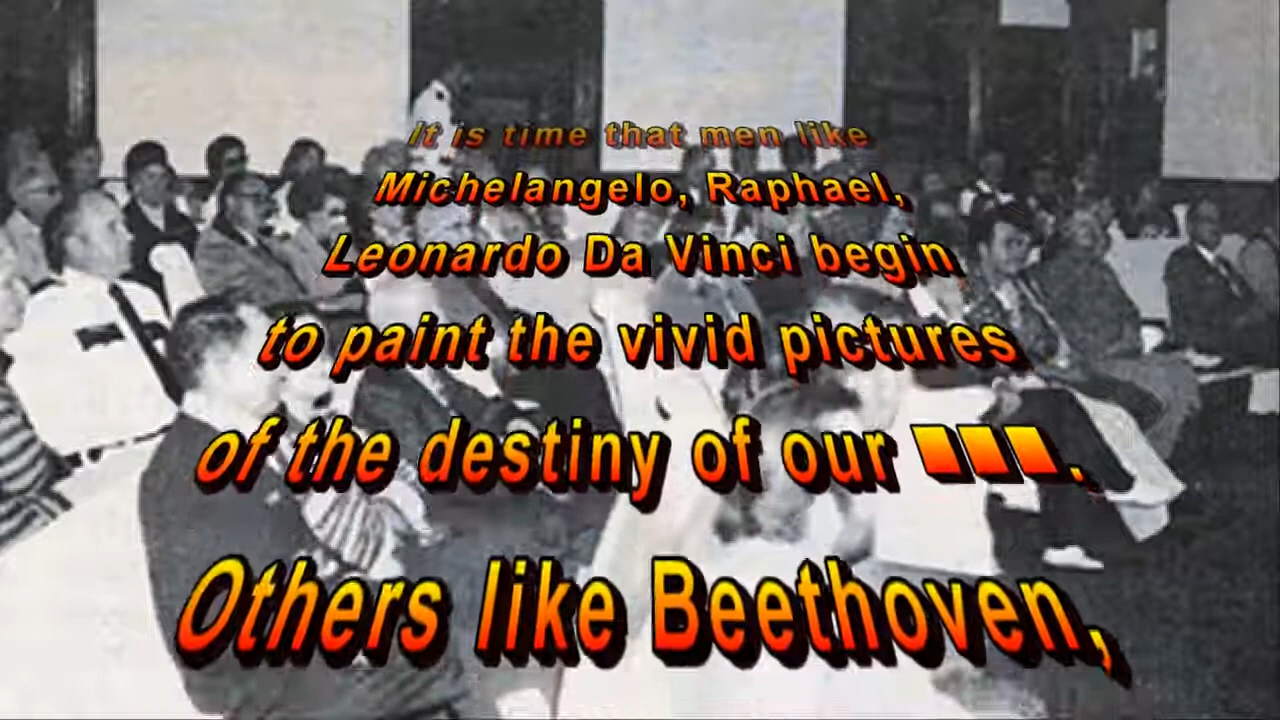 It is time that men like
Michelangelo, Raphael,
Leonardo Da Vinci begin
to paint the vivid pictures
of the destiny of our ■■■.
Others like Beethoven,